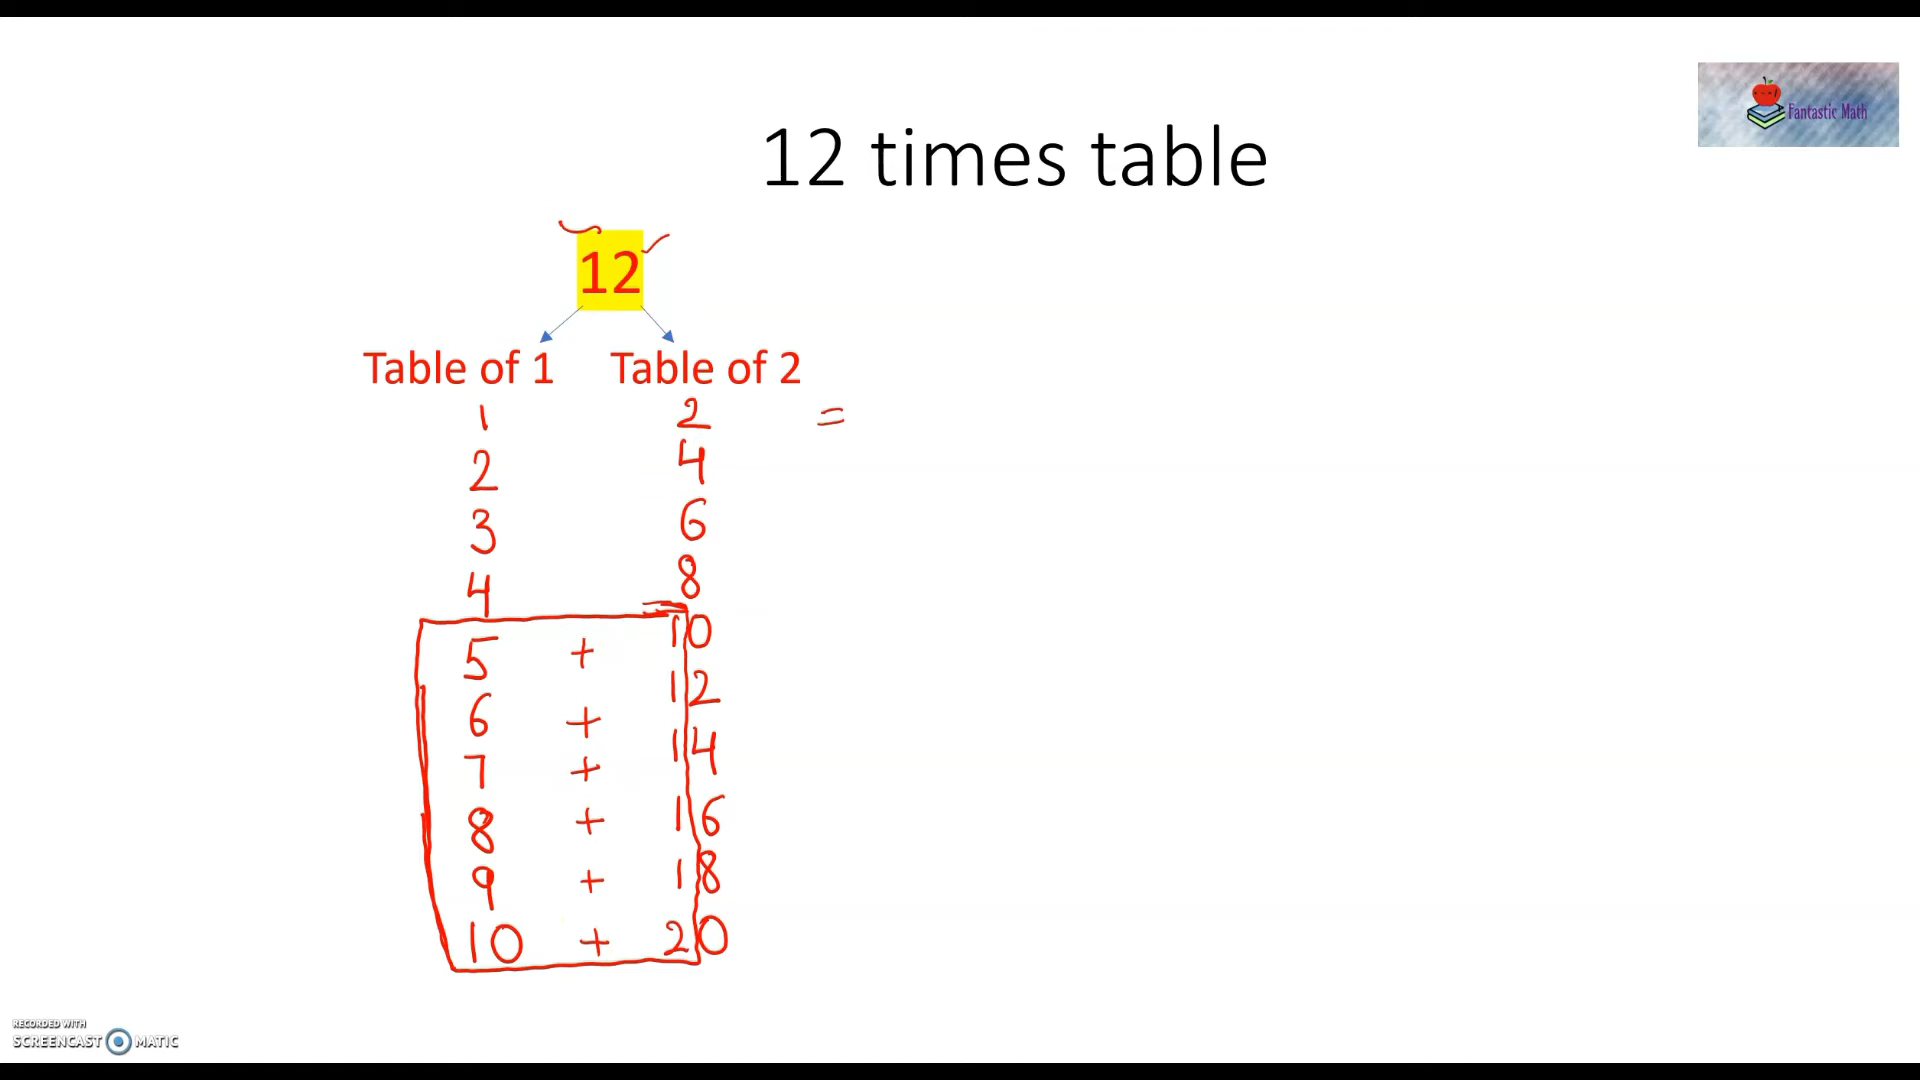 Fantastic Math
12 times table
12
Table of 1 Table of 2
1 2 =
2 4
3 6
4 8
5 + 10
6 + 12
7 + 14
8 + 16
9 + 18
10 + 20
RECORDED WITH
SCREENCAST MATIC